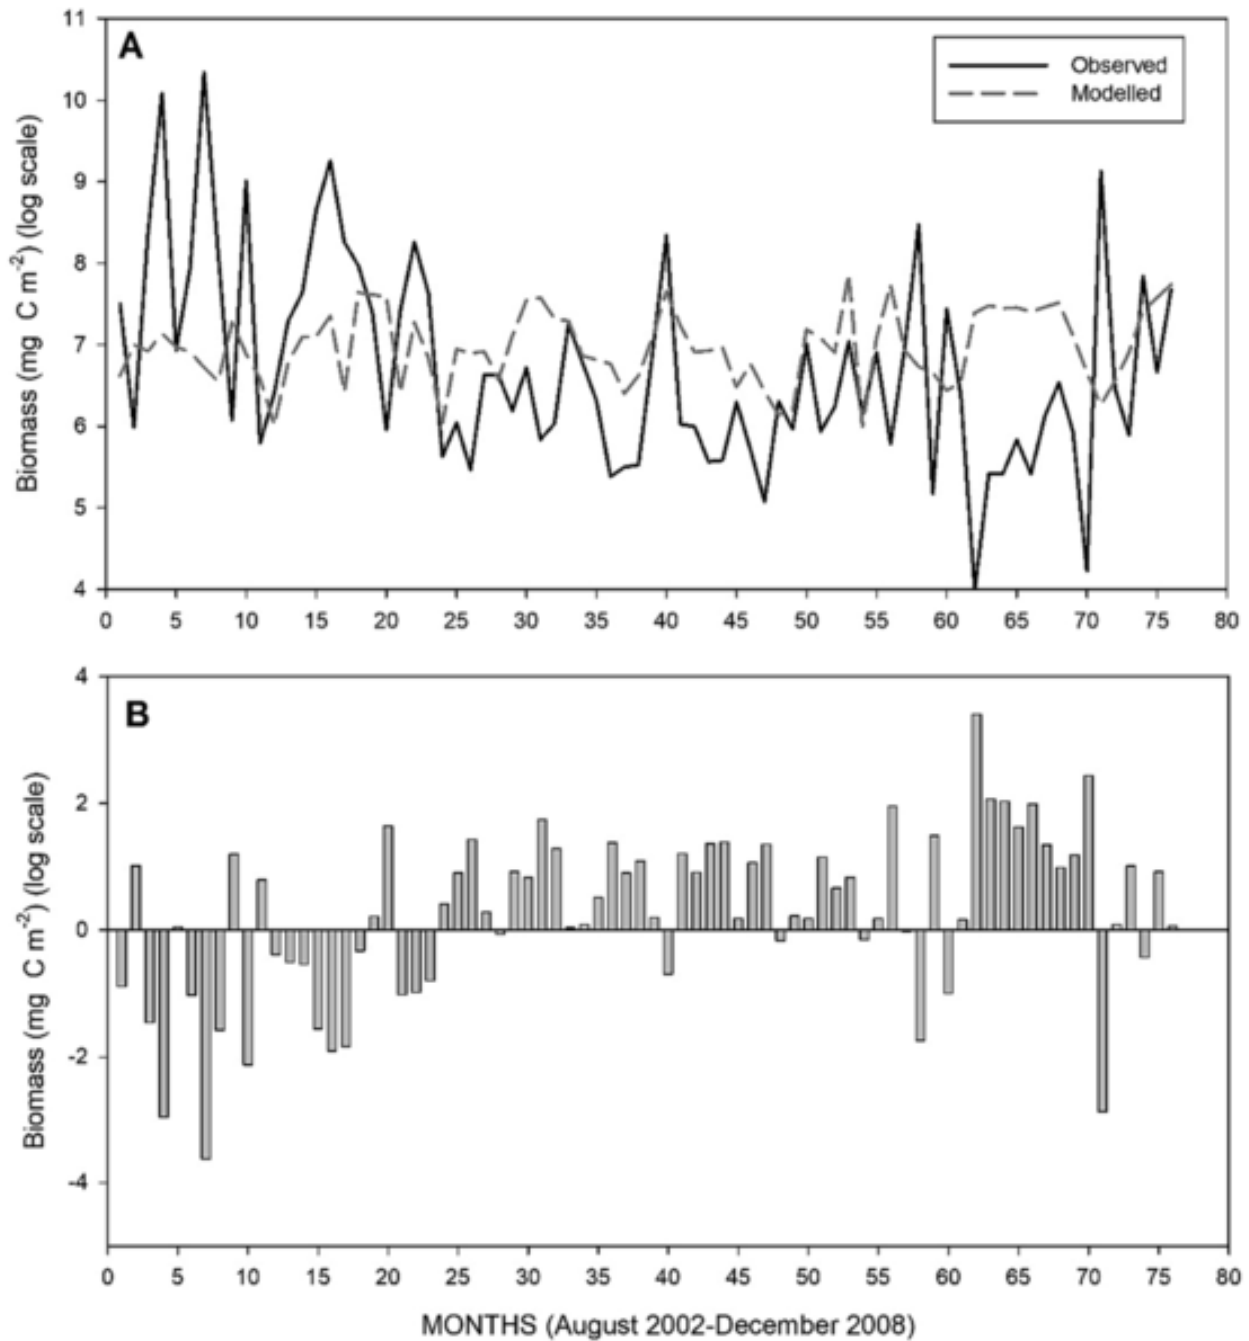 A
Observed
Modelled
Biomass (mg C m-2) (log scale)
11
10
9
8
7
6
5
4
0 5 10 15 20 25 30 35 40 45 50 55 60 65 70 75 80
B
Biomass (mg C m-2) (log scale)
4
2
0
-2
-4
0 5 10 15 20 25 30 35 40 45 50 55 60 65 70 75 80
MONTHS (August 2002-December 2008)